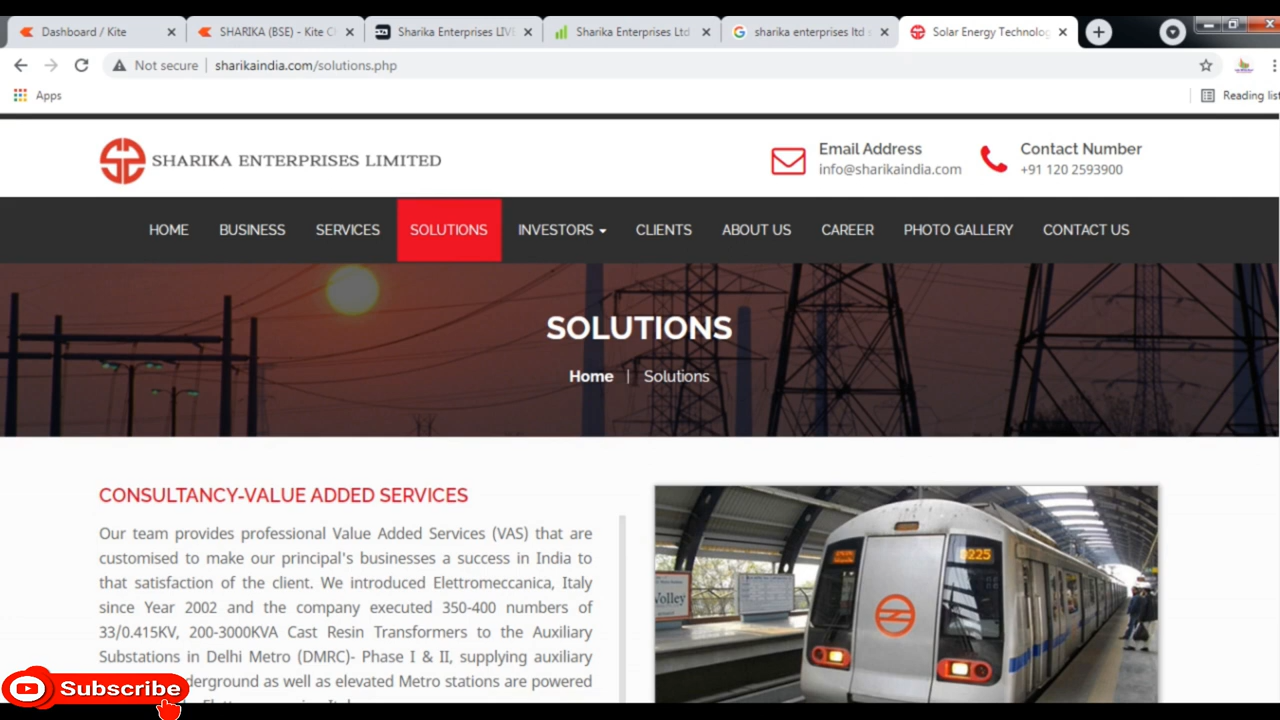 Dashboard / Kite
SHARIKA (BSE) - Kite
Sharika Enterprises LIVE
Sharika Enterprises Ltd
sharika enterprises ltd
Solar Energy Technolog
Not secure
sharikaindia.com/solutions.php
Apps
Reading list
SHARIKA ENTERPRISES LIMITED
Email Address
info@sharikaindia.com
Contact Number
+91 120 2593900
HOME BUSINESS SERVICES SOLUTIONS INVESTORS CLIENTS ABOUT US CAREER PHOTO GALLERY CONTACT US
SOLUTIONS
Home | Solutions
CONSULTANCY-VALUE ADDED SERVICES
Our team provides professional Value Added Services (VAS) that are
customised to make our principal's businesses a success in India to
that satisfaction of the client. We introduced Elettromeccanica, Italy
since Year 2002 and the company executed 350-400 numbers of
33/0.415KV, 200-3000KVA Cast Resin Transformers to the Auxiliary
Substations in Delhi Metro (DMRC)- Phase I & II, supplying auxiliary
derground as well as elevated Metro stations are powered
Volley
0225
Subscribe